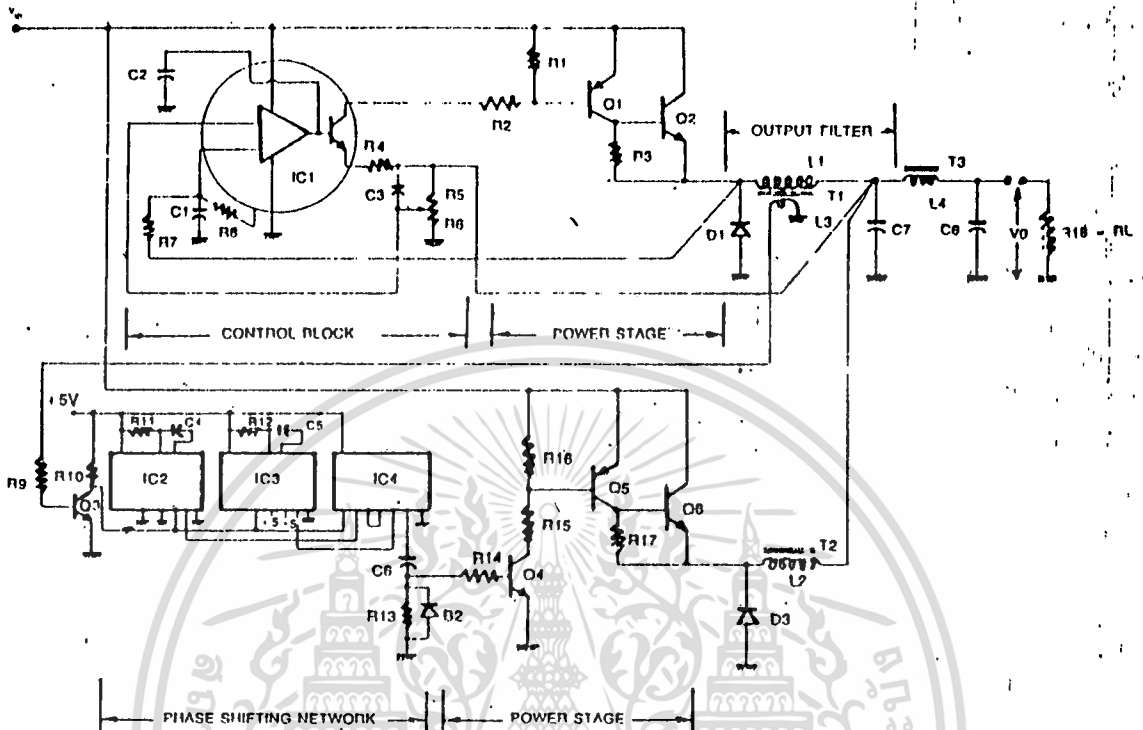 Vin
C2
R1
R2
Q1
Q2
R3
R4
IC1
C3
R5
R6
C1
R8
R7
OUTPUT FILTER
L1
T1
L3
D1
C7
T3
L4
C8
V0
R18 = RL
CONTROL BLOCK
POWER STAGE
+5V
R11
C4
R12
C5
R9
R10
Q3
IC2
IC3
IC4
+5
R16
Q5
Q6
R15
R17
R14
Q4
C6
R13
D2
T2
L2
D3
PHASE SHIFTING NETWORK
POWER STAGE